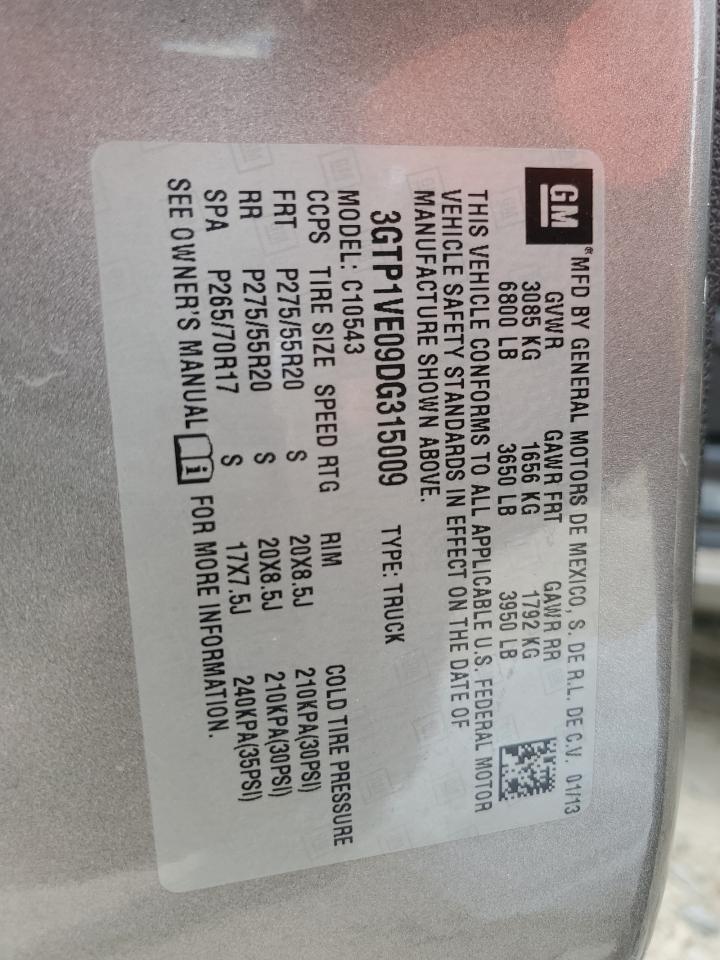 GM® MFD BY GENERAL MOTORS DE MEXICO, S. DE R.L. DE C.V. 01/13
GVWR GAWR FRT GAWR RR
3085 KG 1656 KG 1792 KG
6800 LB 3650 LB 3950 LB
THIS VEHICLE CONFORMS TO ALL APPLICABLE U.S. FEDERAL MOTOR
VEHICLE SAFETY STANDARDS IN EFFECT ON THE DATE OF
MANUFACTURE SHOWN ABOVE.
3GTP1VE09DG315009 TYPE: TRUCK
MODEL: C10543
CCPS TIRE SIZE SPEED RTG RIM COLD TIRE PRESSURE
FRT P275/55R20 S 20X8.5J 210KPA(30PSI)
RR P275/55R20 S 20X8.5J 210KPA(30PSI)
SPA P265/70R17 S 17X7.5J 240KPA(35PSI)
SEE OWNER'S MANUAL i FOR MORE INFORMATION.